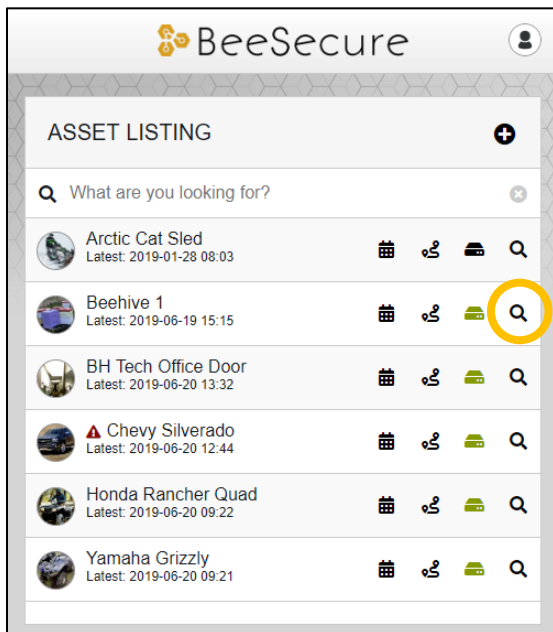 BeeSecure
ASSET LISTING
What are you looking for?
Arctic Cat Sled
Latest: 2019-01-28 08:03
Beehive 1
Latest: 2019-06-19 15:15
BH Tech Office Door
Latest: 2019-06-20 13:32
Chevy Silverado
Latest: 2019-06-20 12:44
Honda Rancher Quad
Latest: 2019-06-20 09:22
Yamaha Grizzly
Latest: 2019-06-20 09:21